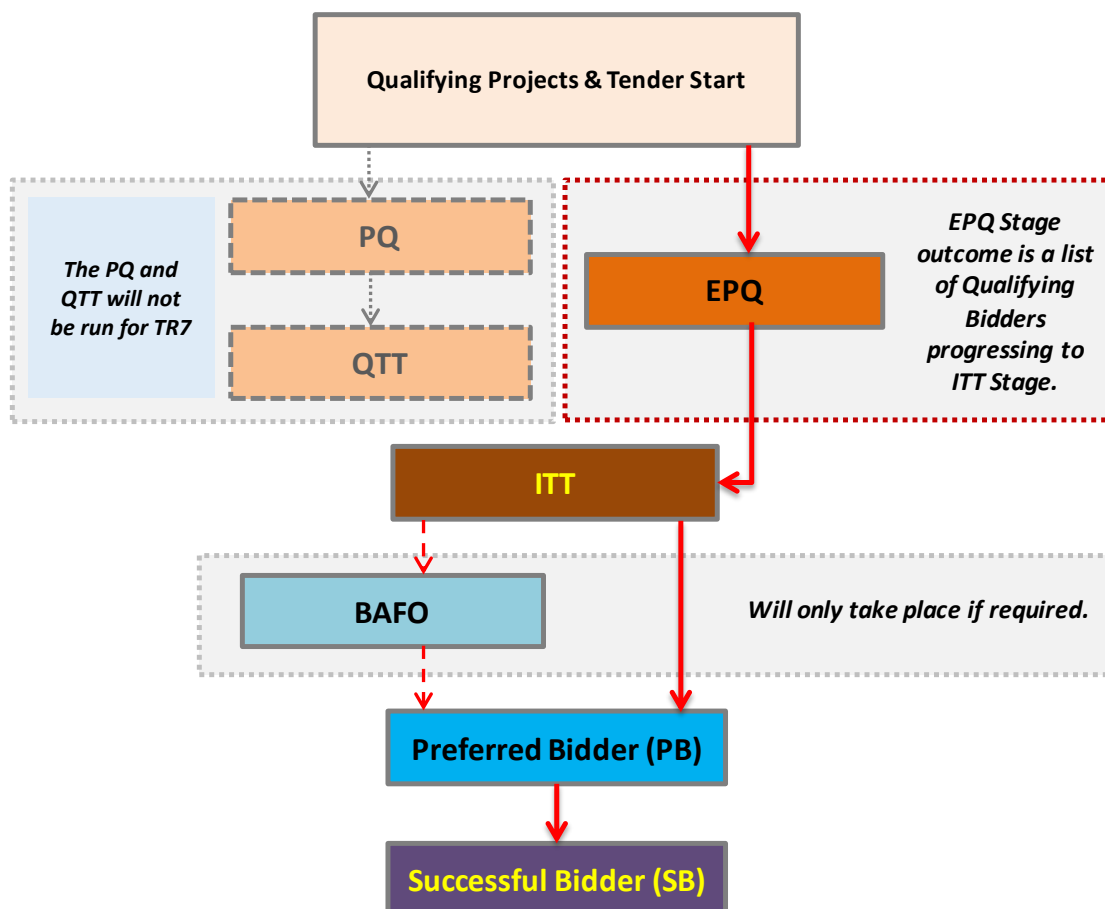 Qualifying Projects & Tender Start
The PQ and
QTT will not
be run for TR7
PQ
QTT
EPQ
EPQ Stage
outcome is a list
of Qualifying
Bidders
progressing to
ITT Stage.
ITT
BAFO
Will only take place if required.
Preferred Bidder (PB)
Successful Bidder (SB)